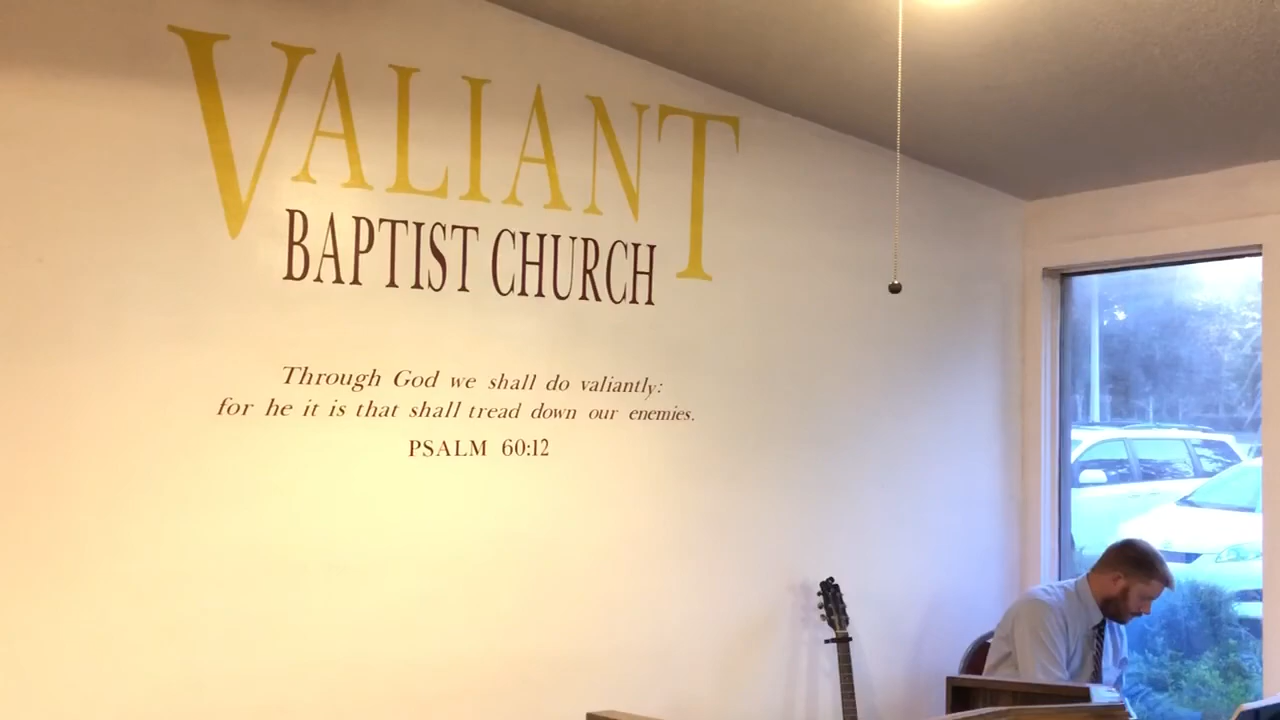 VALIANT
BAPTIST CHURCH
Through God we shall do valiantly:
for he it is that shall tread down our enemies.
PSALM 60:12